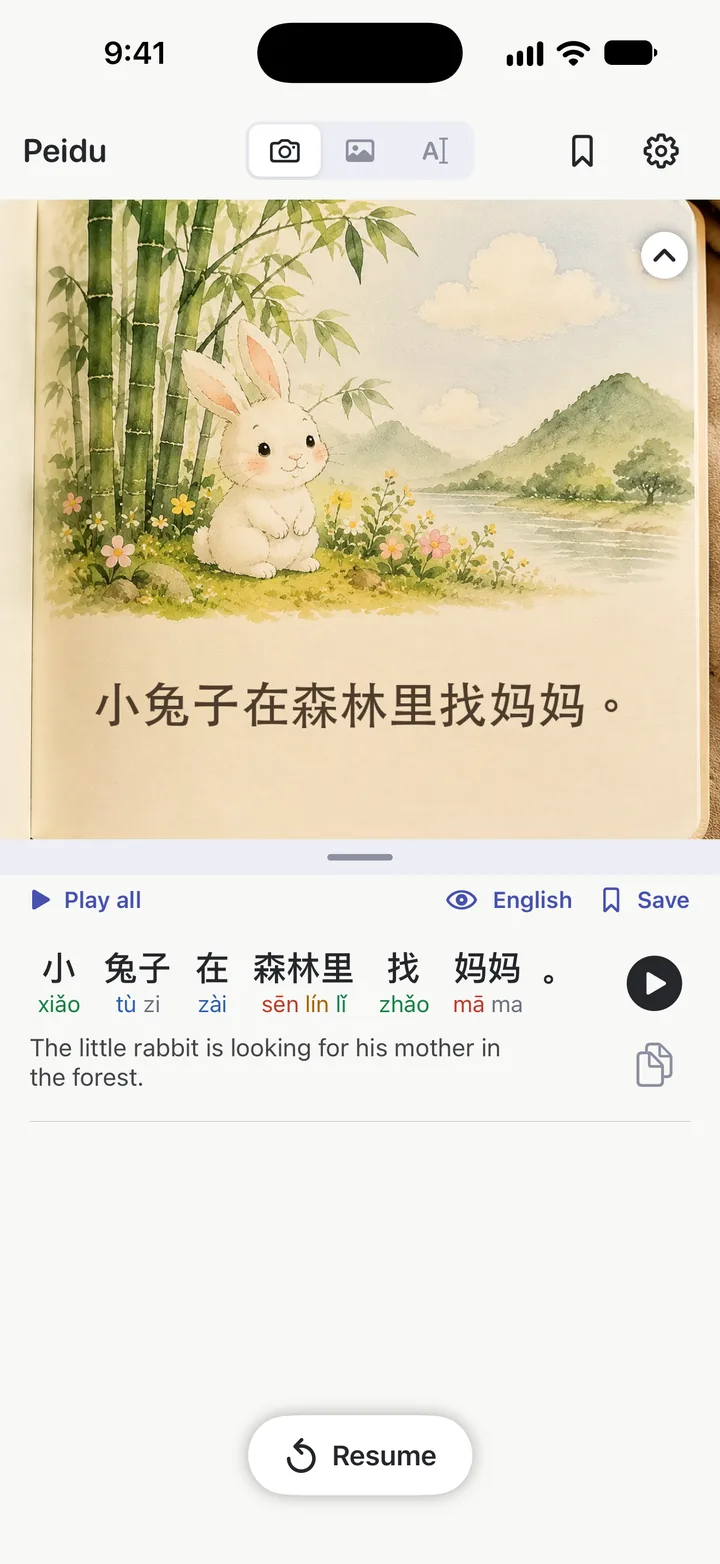 9:41
Peidu
A
小兔子在森林里找妈妈。
Play all
English
Save
小 兔子 在 森林里 找 妈妈 。
xiǎo tù zi zài sēn lín lǐ zhǎo mā ma
The little rabbit is looking for his mother in
the forest.
Resume